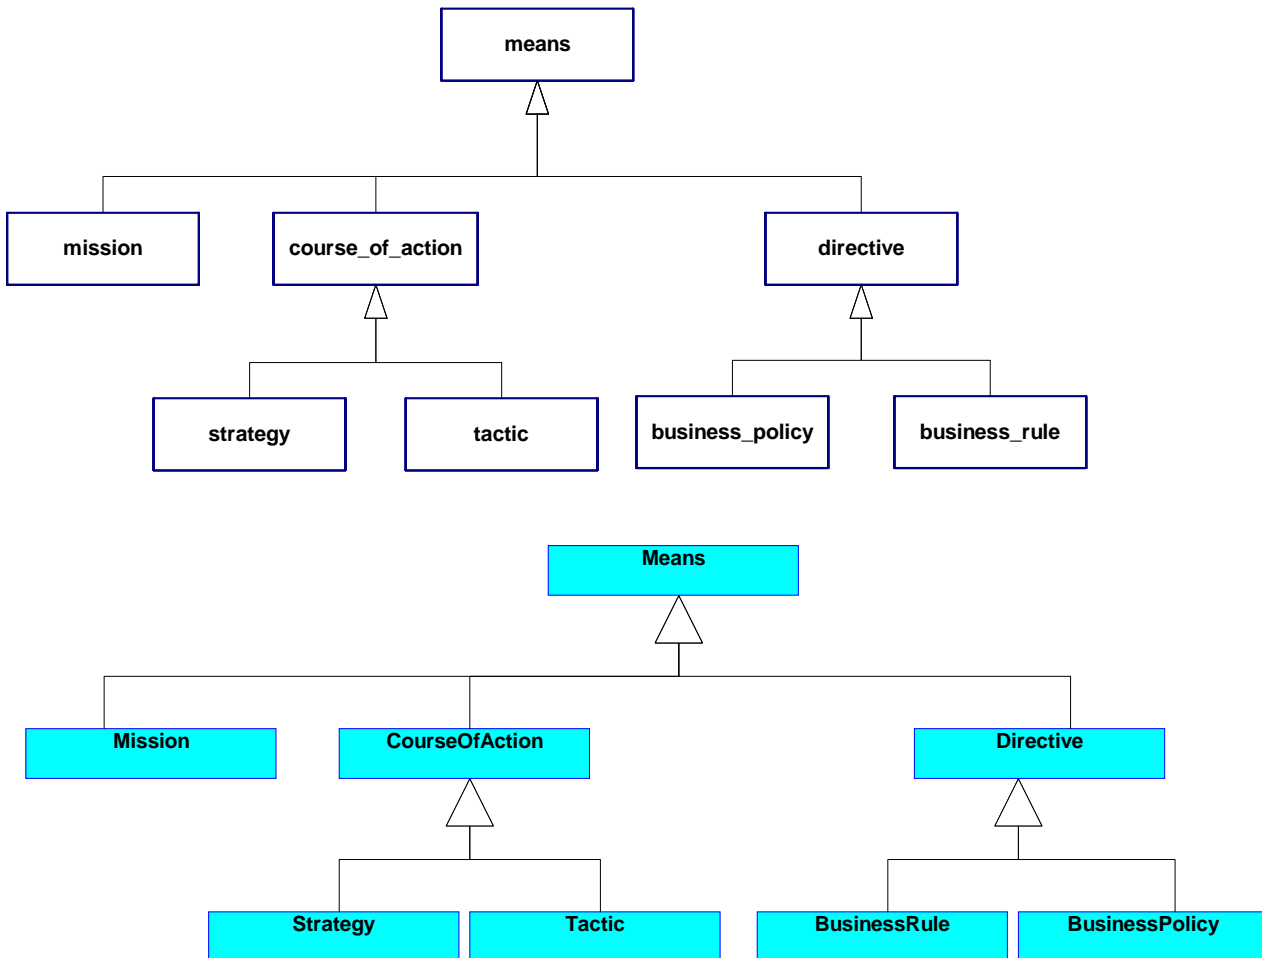 means
mission
course_of_action
directive
strategy
tactic
business_policy
business_rule
Means
Mission
CourseOfAction
Directive
Strategy
Tactic
BusinessRule
BusinessPolicy